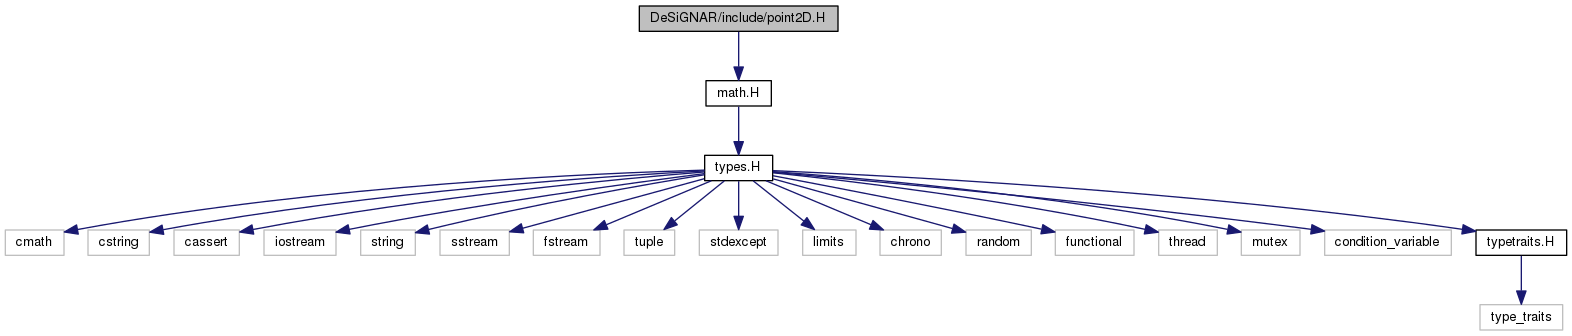 DeSiGNAR/include/point2D.H
math.H
types.H
cmath
cstring
cassert
iostream
string
sstream
fstream
tuple
stdexcept
limits
chrono
random
functional
thread
mutex
condition_variable
typetraits.H
type_traits